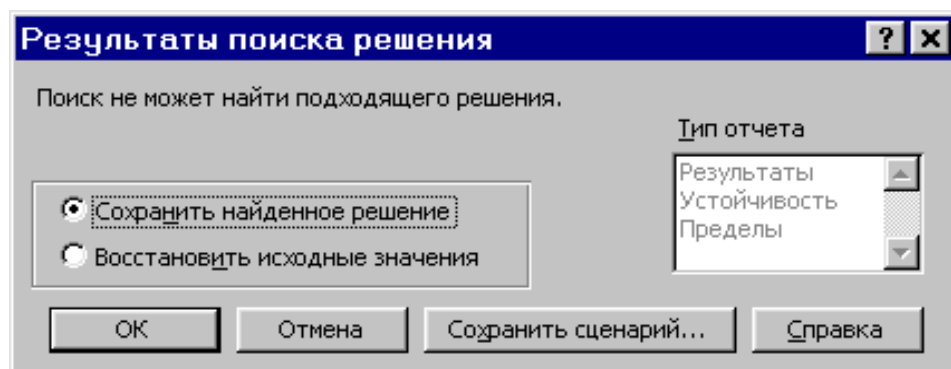 Результаты поиска решения
Поиск не может найти подходящего решения.
Тип отчета
Результаты
Устойчивость
Пределы
Сохранить найденное решение
Восстановить исходные значения
ОК Отмена Сохранить сценарий... Справка